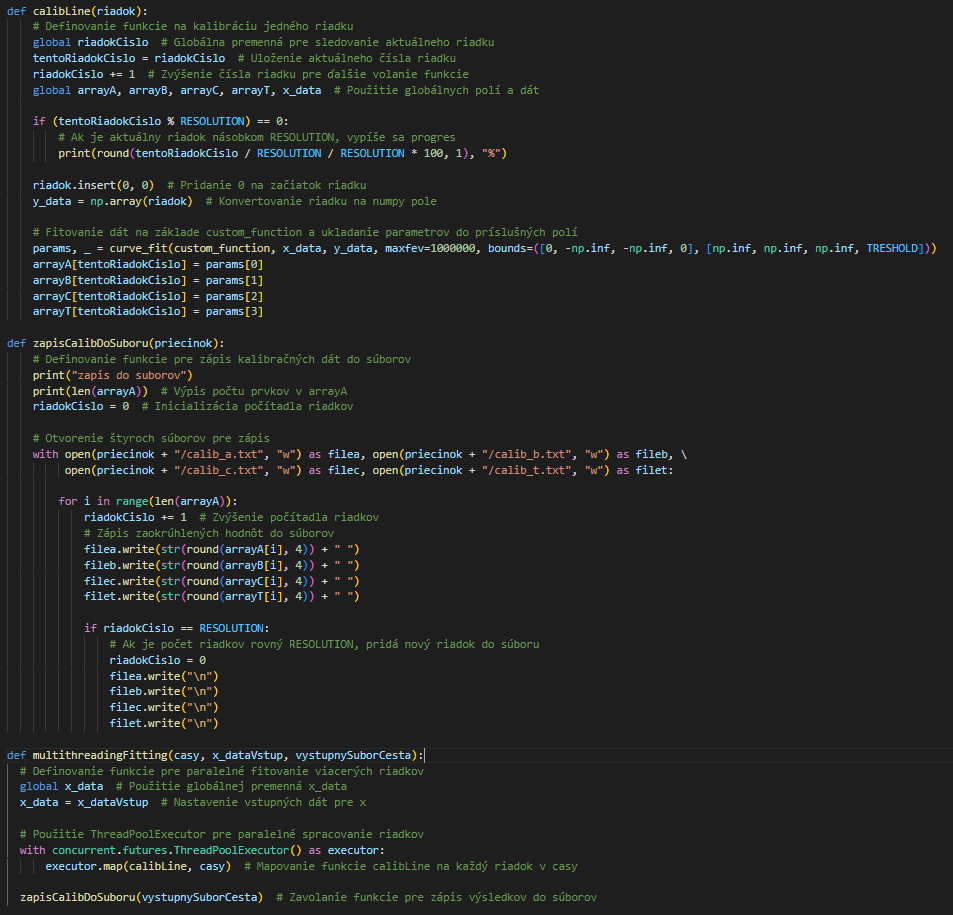 def calibLine(riadok):
    # Definovanie funkcie na kalibráciu jedného riadku
    global riadokCislo  # Globálna premenná pre sledovanie aktuálneho riadku
    tentoRiadokCislo = riadokCislo  # Uloženie aktuálneho čísla riadku
    riadokCislo += 1  # Zvýšenie čísla riadku pre ďalšie volanie funkcie
    global arrayA, arrayB, arrayC, arrayT, x_data  # Použitie globálnych polí a dát

    if (tentoRiadokCislo % RESOLUTION) == 0:
        # Ak je aktuálny riadok násobkom RESOLUTION, vypíše sa progres
        print(round(tentoRiadokCislo / RESOLUTION / RESOLUTION * 100, 1), "%")

    riadok.insert(0, 0)  # Pridanie 0 na začiatok riadku
    y_data = np.array(riadok)  # Konvertovanie riadku na numpy pole

    # Fitovanie dát na základe custom_function a ukladanie parametrov do príslušných polí
    params, _ = curve_fit(custom_function, x_data, y_data, maxfev=1000000, bounds=([0, -np.inf, -np.inf, 0], [np.inf, np.inf, np.inf, TRESHOLD]))
    arrayA[tentoRiadokCislo] = params[0]
    arrayB[tentoRiadokCislo] = params[1]
    arrayC[tentoRiadokCislo] = params[2]
    arrayT[tentoRiadokCislo] = params[3]

def zapisCalibDoSuboru(priecinok):
    # Definovanie funkcie pre zápis kalibračných dát do súborov
    print("zapis do suborov")
    print(len(arrayA))  # Výpis počtu prvkov v arrayA
    riadokCislo = 0  # Inicializácia počítadla riadkov

    # Otvorenie štyroch súborov pre zápis
    with open(priecinok + "/calib_a.txt", "w") as filea, open(priecinok + "/calib_b.txt", "w") as fileb, \
         open(priecinok + "/calib_c.txt", "w") as filec, open(priecinok + "/calib_t.txt", "w") as filet:

        for i in range(len(arrayA)):
            riadokCislo += 1  # Zvýšenie počítadla riadkov
            # Zápis zaokrúhlených hodnôt do súborov
            filea.write(str(round(arrayA[i], 4)) + " ")
            fileb.write(str(round(arrayB[i], 4)) + " ")
            filec.write(str(round(arrayC[i], 4)) + " ")
            filet.write(str(round(arrayT[i], 4)) + " ")

            if riadokCislo == RESOLUTION:
                # Ak je počet riadkov rovný RESOLUTION, pridá nový riadok do súboru
                riadokCislo = 0
                filea.write("\n")
                fileb.write("\n")
                filec.write("\n")
                filet.write("\n")

def multithreadingFitting(casy, x_dataVstup, vystupnySuborCesta):
  # Definovanie funkcie pre paralelné fitovanie viacerých riadkov
  global x_data  # Použitie globálnej premenná x_data
  x_data = x_dataVstup  # Nastavenie vstupných dát pre x

  # Použitie ThreadPoolExecutor pre paralelné spracovanie riadkov
  with concurrent.futures.ThreadPoolExecutor() as executor:
      executor.map(calibLine, casy)  # Mapovanie funkcie calibLine na každý riadok v casy

  zapisCalibDoSuboru(vystupnySuborCesta)  # Zavolanie funkcie pre zápis výsledkov do súborov